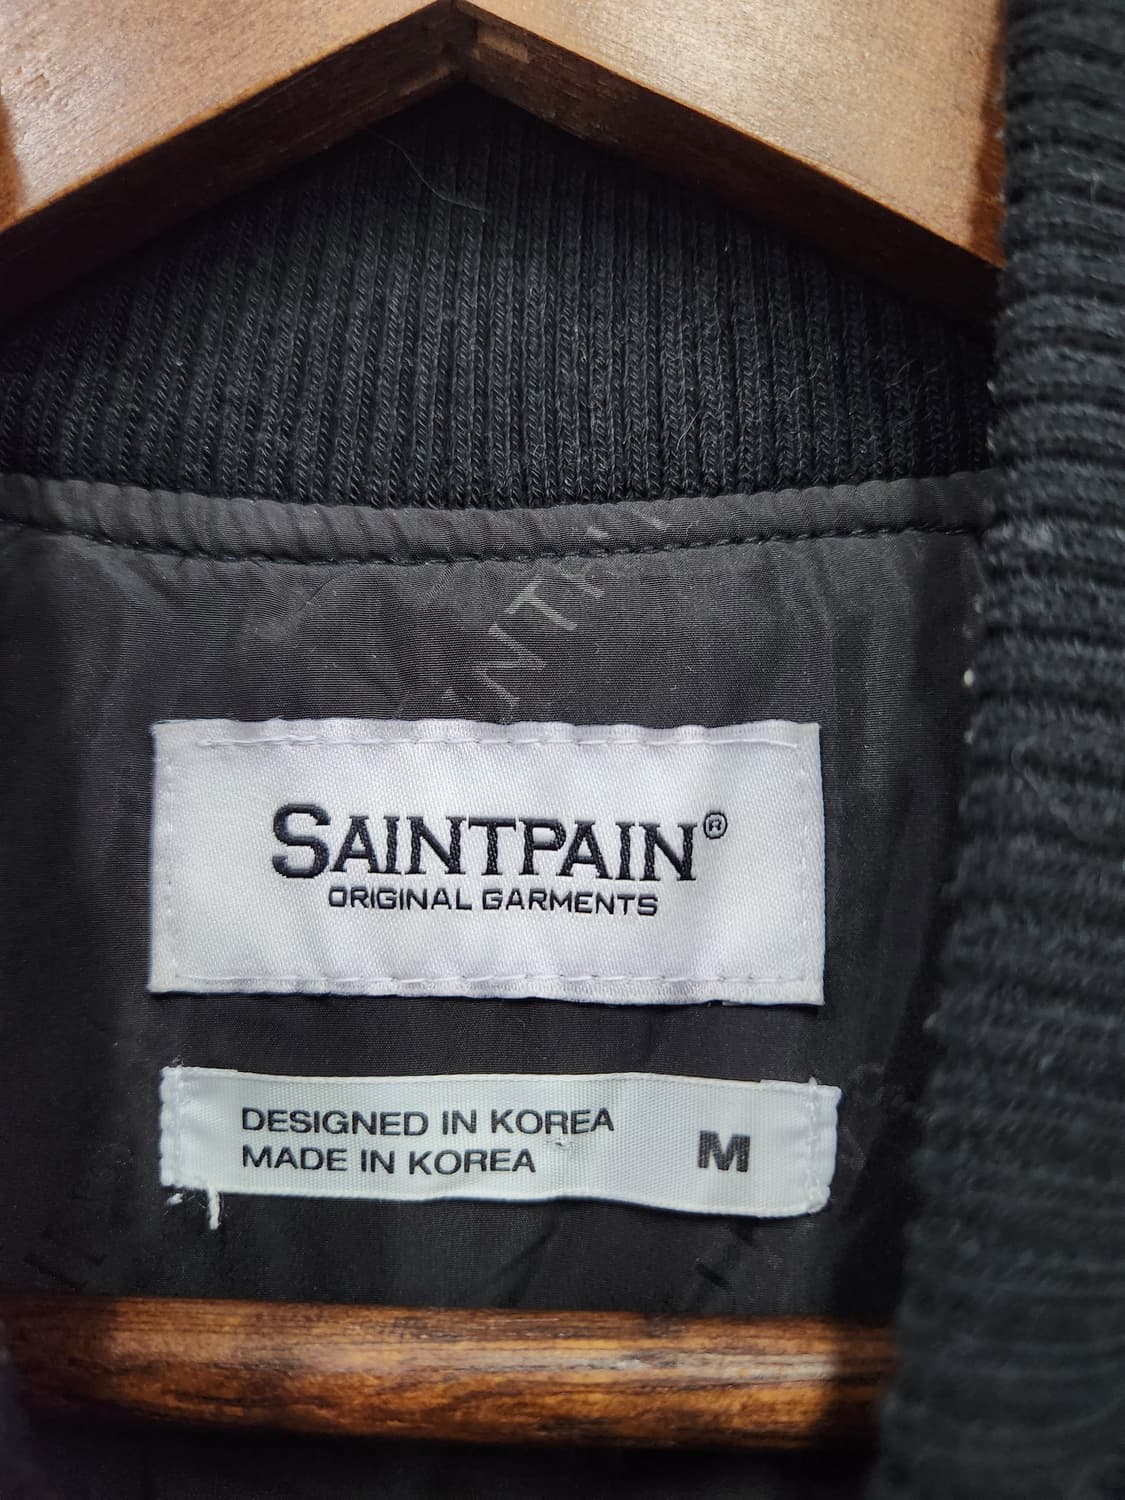 SAINTPAIN®
ORIGINAL GARMENTS
DESIGNED IN KOREA
MADE IN KOREA
M